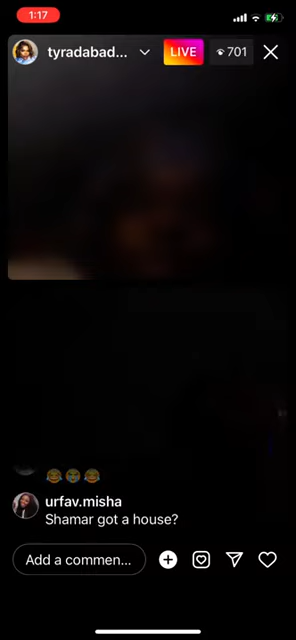 1:17
tyradabad...
LIVE
701
urfav.misha
Shamar got a house?
Add a commen...